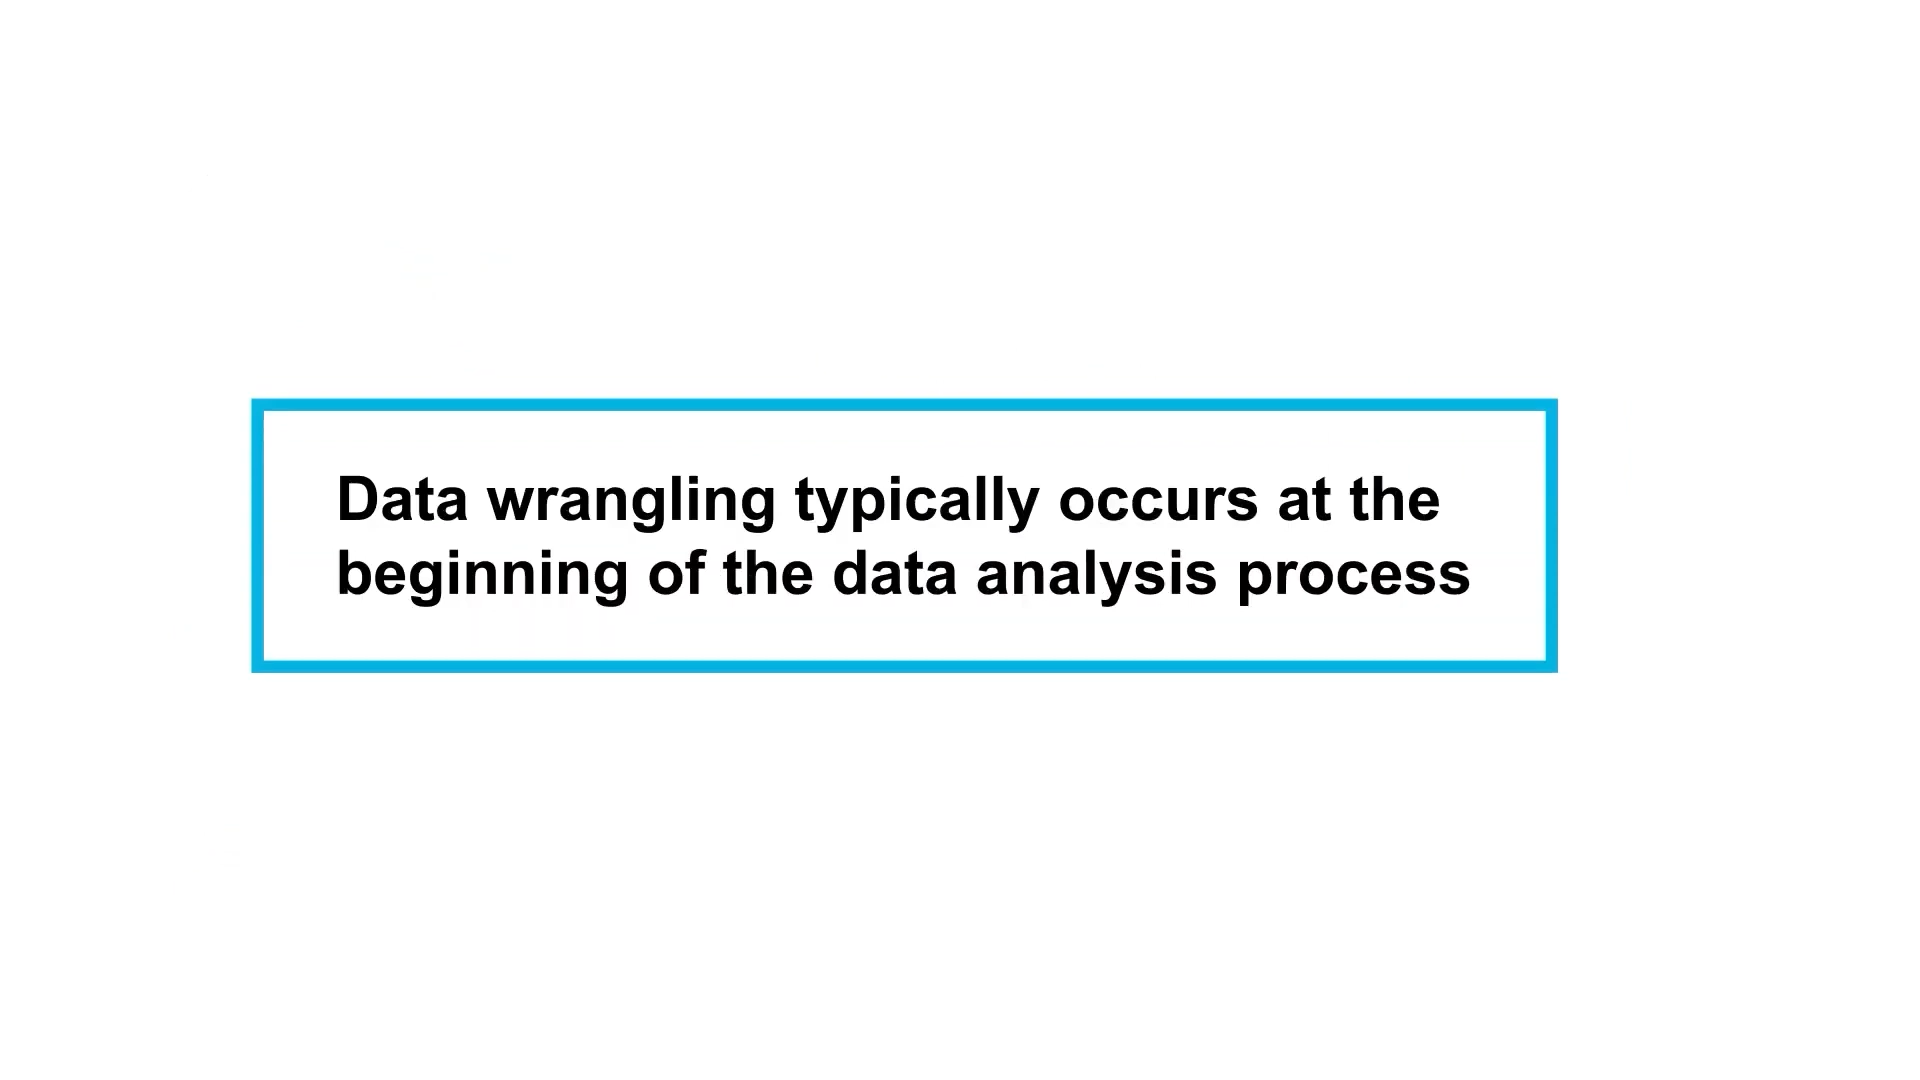 Data wrangling typically occurs at the
beginning of the data analysis process